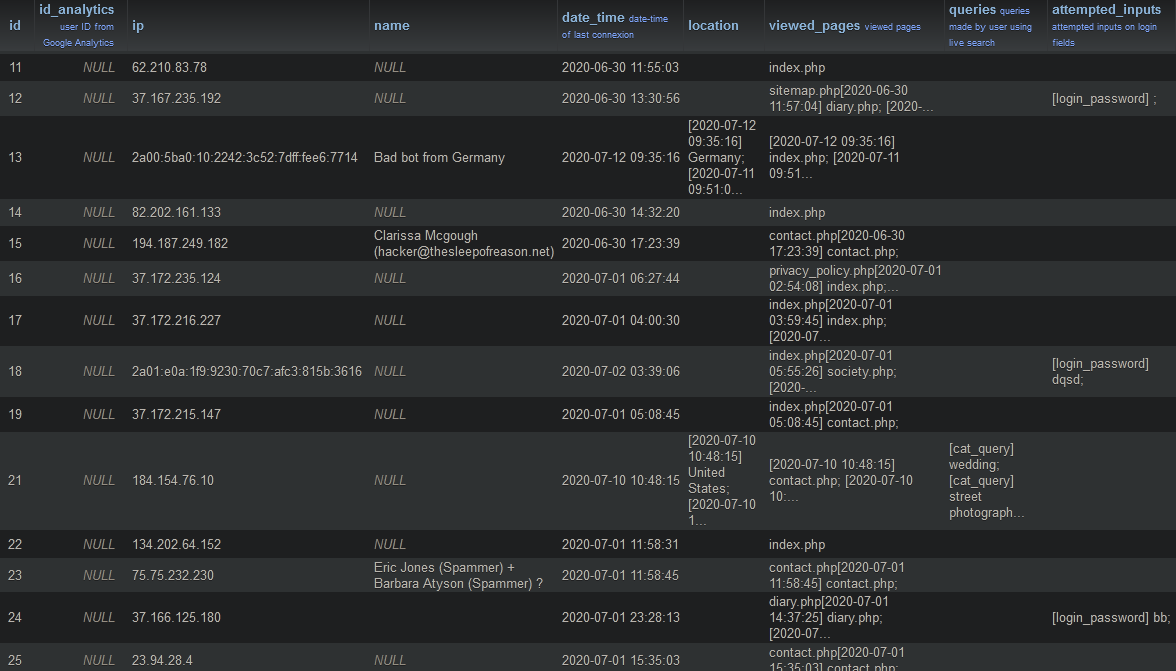 id id_analytics user ID from Google Analytics ip name date_time date-time of last connexion location viewed_pages viewed pages queries queries made by user using live search attempted_inputs attempted inputs on login fields
11 NULL 62.210.83.78 NULL 2020-06-30 11:55:03 index.php
12 NULL 37.167.235.192 NULL 2020-06-30 13:30:56 sitemap.php[2020-06-30 11:57:04] diary.php; [2020-... [login_password] ;
13 NULL 2a00:5ba0:10:2242:3c52:7dff:fee6:7714 Bad bot from Germany 2020-07-12 09:35:16 [2020-07-12 09:35:16] Germany; [2020-07-11 09:51:0... [2020-07-12 09:35:16] index.php; [2020-07-11 09:51...
14 NULL 82.202.161.133 NULL 2020-06-30 14:32:20 index.php
15 NULL 194.187.249.182 Clarissa Mcgough (hacker@thesleepofreason.net) 2020-06-30 17:23:39 contact.php[2020-06-30 17:23:39] contact.php;
16 NULL 37.172.235.124 NULL 2020-07-01 06:27:44 privacy_policy.php[2020-07-01 02:54:08] index.php;...
17 NULL 37.172.216.227 NULL 2020-07-01 04:00:30 index.php[2020-07-01 03:59:45] index.php; [2020-07...
18 NULL 2a01:e0a:1f9:9230:70c7:afc3:815b:3616 NULL 2020-07-02 03:39:06 index.php[2020-07-01 05:55:26] society.php; [2020-... [login_password] dqsd;
19 NULL 37.172.215.147 NULL 2020-07-01 05:08:45 index.php[2020-07-01 05:08:45] contact.php;
21 NULL 184.154.76.10 NULL 2020-07-10 10:48:15 [2020-07-10 10:48:15] United States; [2020-07-10 1... [2020-07-10 10:48:15] contact.php; [2020-07-10 10:... [cat_query] wedding; [cat_query] street photograph...
22 NULL 134.202.64.152 NULL 2020-07-01 11:58:31 index.php
23 NULL 75.75.232.230 Eric Jones (Spammer) + Barbara Atyson (Spammer) ? 2020-07-01 11:58:45 contact.php[2020-07-01 11:58:45] contact.php;
24 NULL 37.166.125.180 NULL 2020-07-01 23:28:13 diary.php[2020-07-01 14:37:25] diary.php; [2020-07... [login_password] bb;
25 NULL 23.94.28.4 NULL 2020-07-01 15:35:03 contact.php[2020-07-01 15:35:03] contact.php;